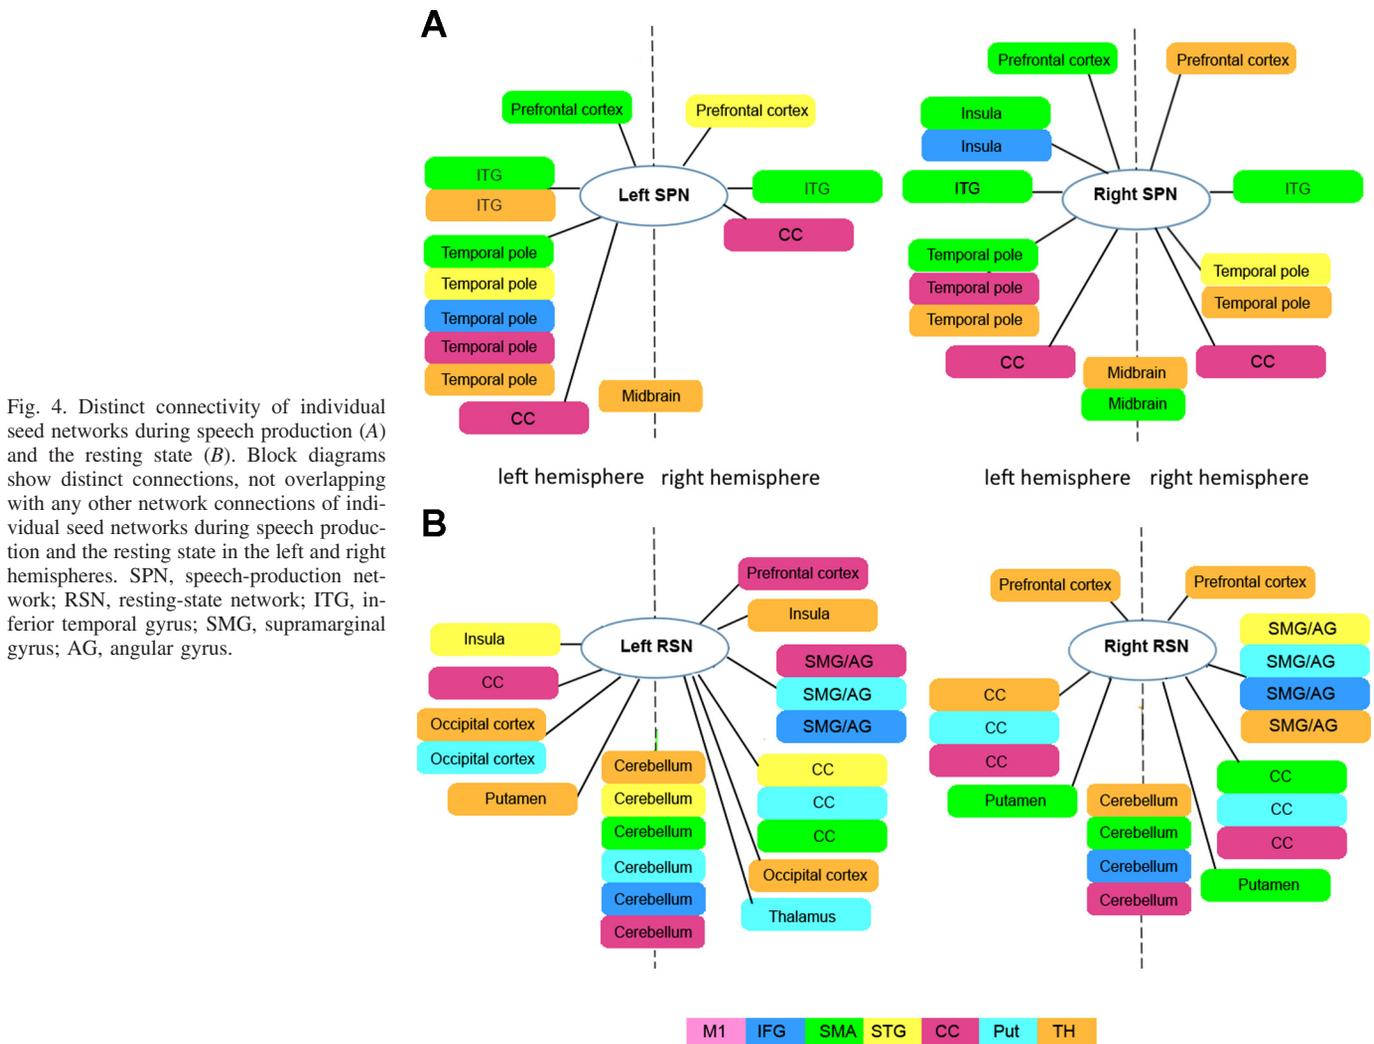 Fig. 4. Distinct connectivity of individual
seed networks during speech production (A)
and the resting state (B). Block diagrams
show distinct connections, not overlapping
with any other network connections of indi-
vidual seed networks during speech produc-
tion and the resting state in the left and right
hemispheres. SPN, speech-production net-
work; RSN, resting-state network; ITG, in-
ferior temporal gyrus; SMG, supramarginal
gyrus; AG, angular gyrus.
A
Prefrontal cortex
Prefrontal cortex
ITG
ITG
Left SPN
ITG
CC
Temporal pole
Temporal pole
Temporal pole
Temporal pole
Temporal pole
CC
Midbrain
left hemisphere right hemisphere
Prefrontal cortex
Prefrontal cortex
Insula
Insula
ITG
Right SPN
ITG
Temporal pole
Temporal pole
Temporal pole
Temporal pole
Temporal pole
CC
CC
Midbrain
Midbrain
left hemisphere right hemisphere
B
Prefrontal cortex
Insula
Insula
Left RSN
CC
SMG/AG
SMG/AG
SMG/AG
Occipital cortex
Occipital cortex
Putamen
Cerebellum
Cerebellum
Cerebellum
Cerebellum
Cerebellum
Cerebellum
CC
CC
CC
Occipital cortex
Thalamus
Prefrontal cortex
Prefrontal cortex
Right RSN
SMG/AG
SMG/AG
SMG/AG
SMG/AG
CC
CC
CC
Putamen
Cerebellum
Cerebellum
Cerebellum
Cerebellum
CC
CC
CC
Putamen
M1 IFG SMA STG CC Put TH